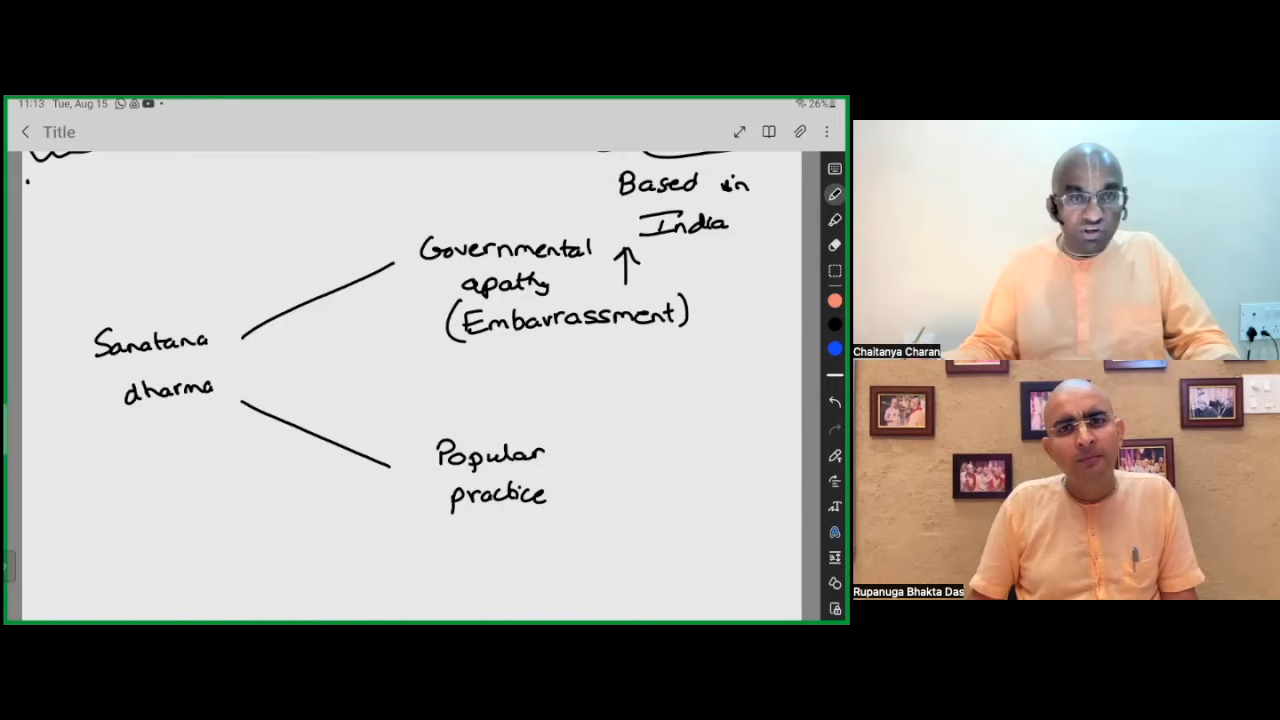 11:13 Tue, Aug 15
26%
Title
Based in
India
Governmental
apathy
(Embavrassment)
Sanatana
dharma
Popular
practice
Chaitanya Charan
Rupanuga Bhakta Das